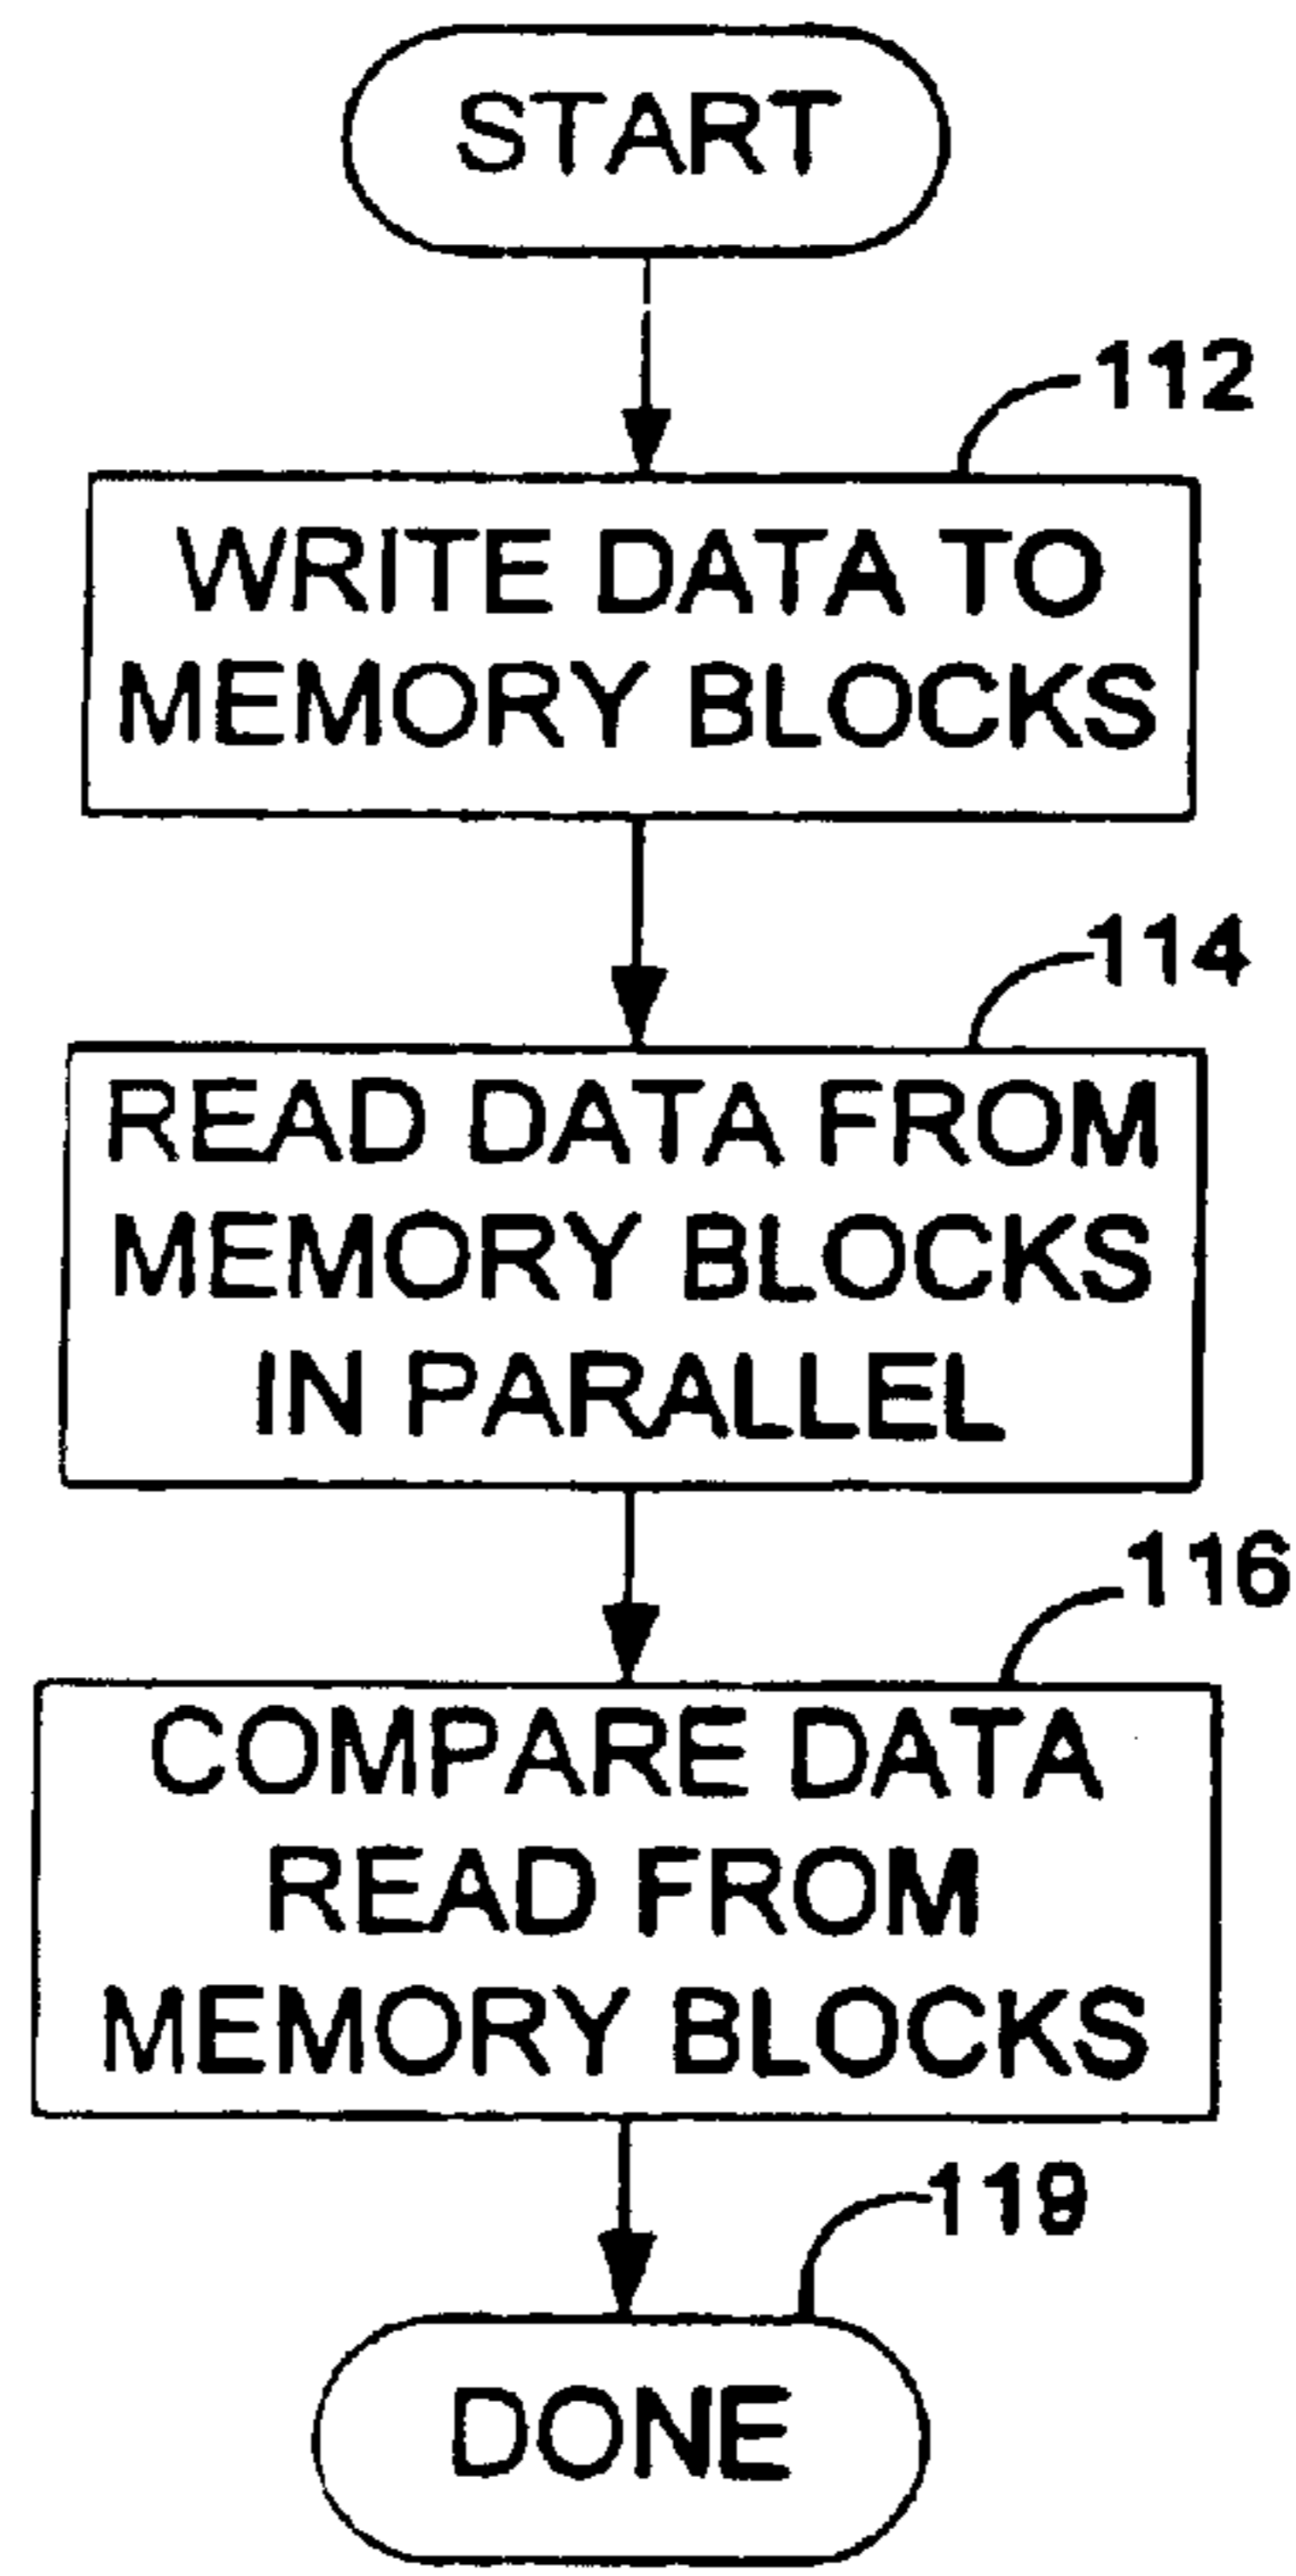 START
112
WRITE DATA TO
MEMORY BLOCKS
114
READ DATA FROM
MEMORY BLOCKS
IN PARALLEL
116
COMPARE DATA
READ FROM
MEMORY BLOCKS
119
DONE